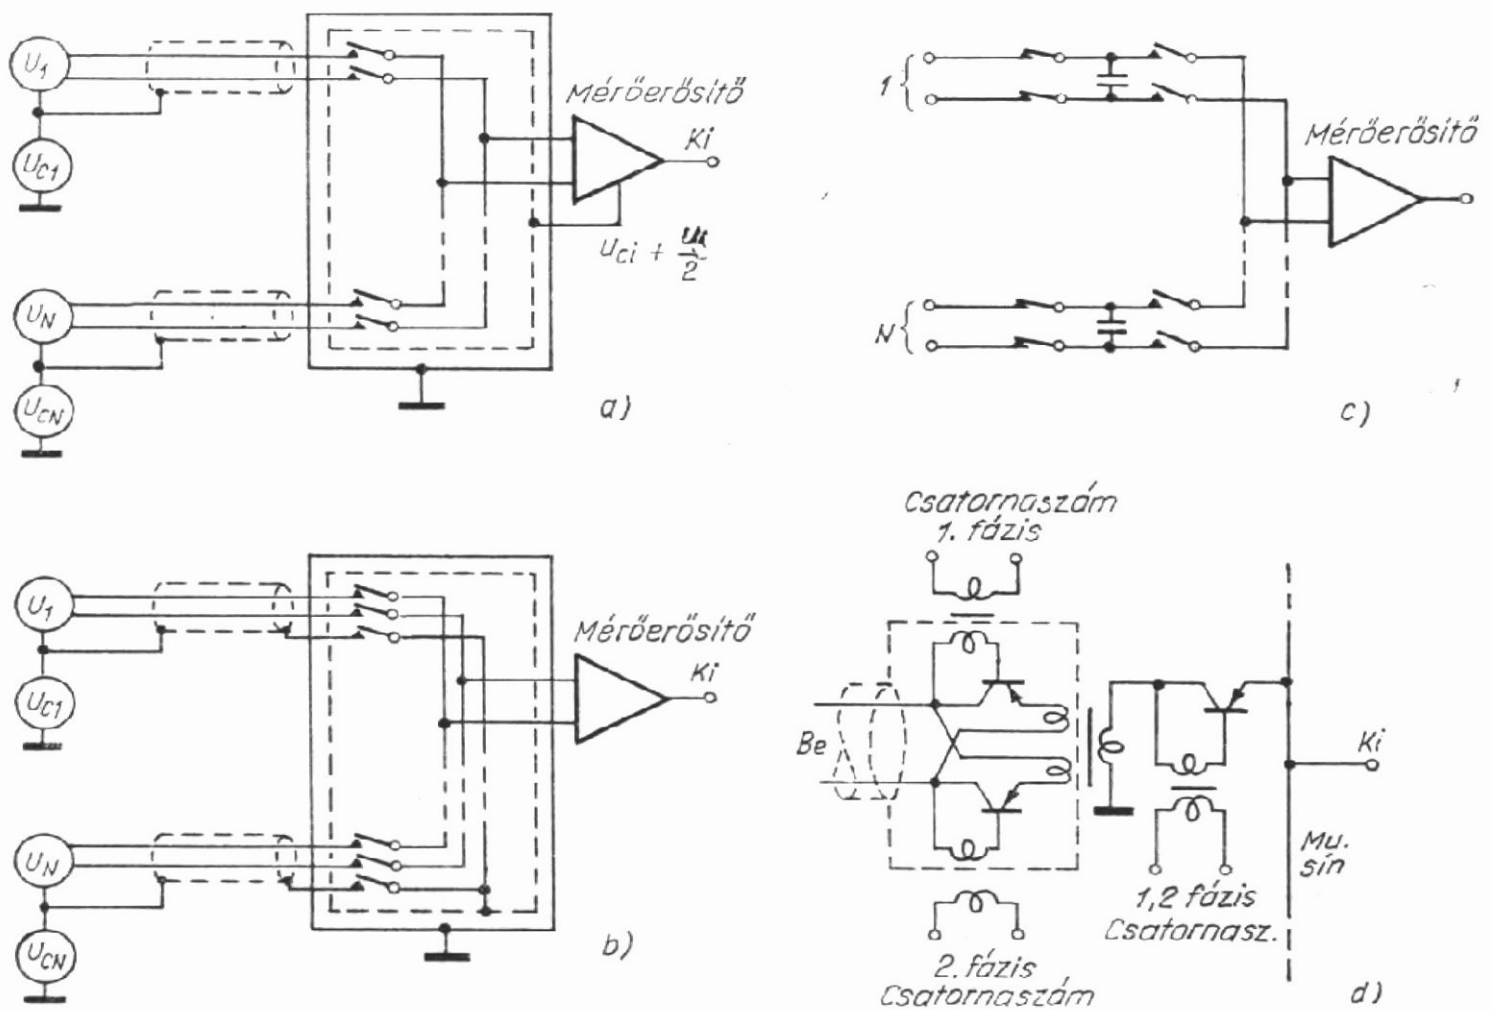 U1
UC1
UN
UCN
Mérőerősítő
Ki
uci +
2
a)
U1
UC1
UN
UCN
Mérőerősítő
Ki
b)
1
N
Mérőerősítő
c)
Csatornaszám
1. fázis
Be
Ki
Mu.
sín
1,2 fázis
Csatornasz.
2. fázis
Csatornaszám
d)